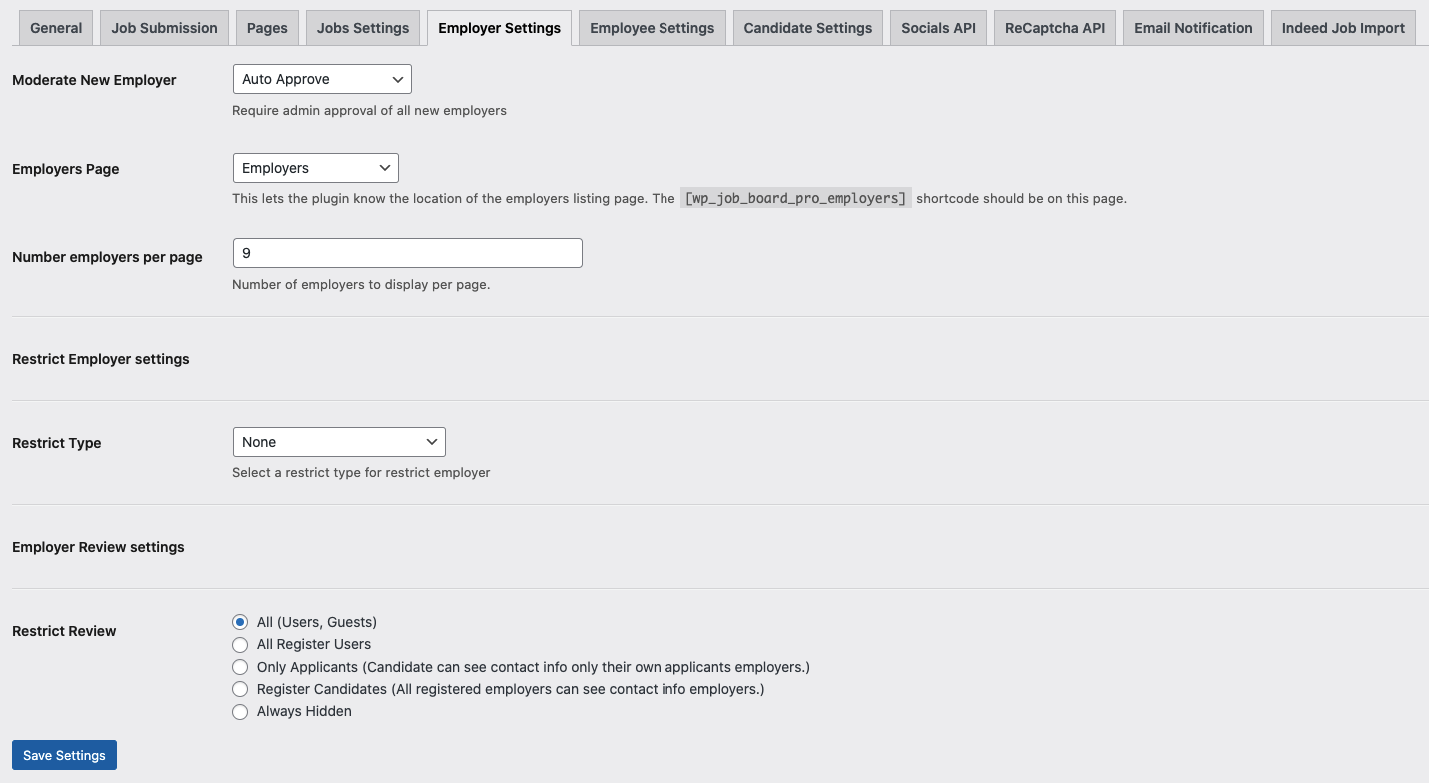 General Job Submission Pages Jobs Settings Employer Settings Employee Settings Candidate Settings Socials API ReCaptcha API Email Notification Indeed Job Import
Moderate New Employer Auto Approve
Require admin approval of all new employers
Employers Page Employers
This lets the plugin know the location of the employers listing page. The [wp_job_board_pro_employers] shortcode should be on this page.
Number employers per page 9
Number of employers to display per page.
Restrict Employer settings
Restrict Type None
Select a restrict type for restrict employer
Employer Review settings
Restrict Review All (Users, Guests)
All Register Users
Only Applicants (Candidate can see contact info only their own applicants employers.)
Register Candidates (All registered employers can see contact info employers.)
Always Hidden
Save Settings